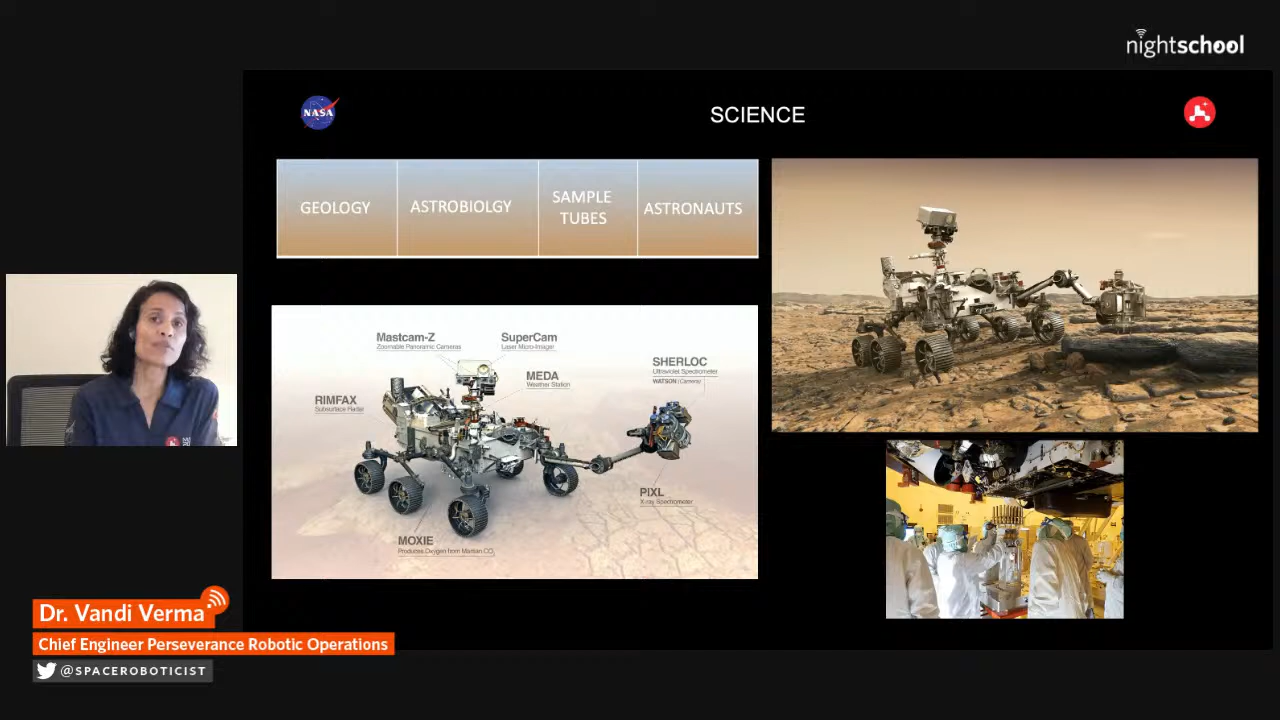 nightschool
NASA
SCIENCE
GEOLOGY
ASTROBIOLGY
SAMPLE
TUBES
ASTRONAUTS
Mastcam-Z
Zoomable Panoramic Cameras
SuperCam
Laser Micro-Imager
MEDA
Weather Station
SHERLOC
Ultraviolet Spectrometer
WATSON (Camera)
RIMFAX
Subsurface Radar
PIXL
X-ray Spectrometer
MOXIE
Produces Oxygen from Martian CO₂
Dr. Vandi Verma
Chief Engineer Perseverance Robotic Operations
@SPACEROBOTICIST